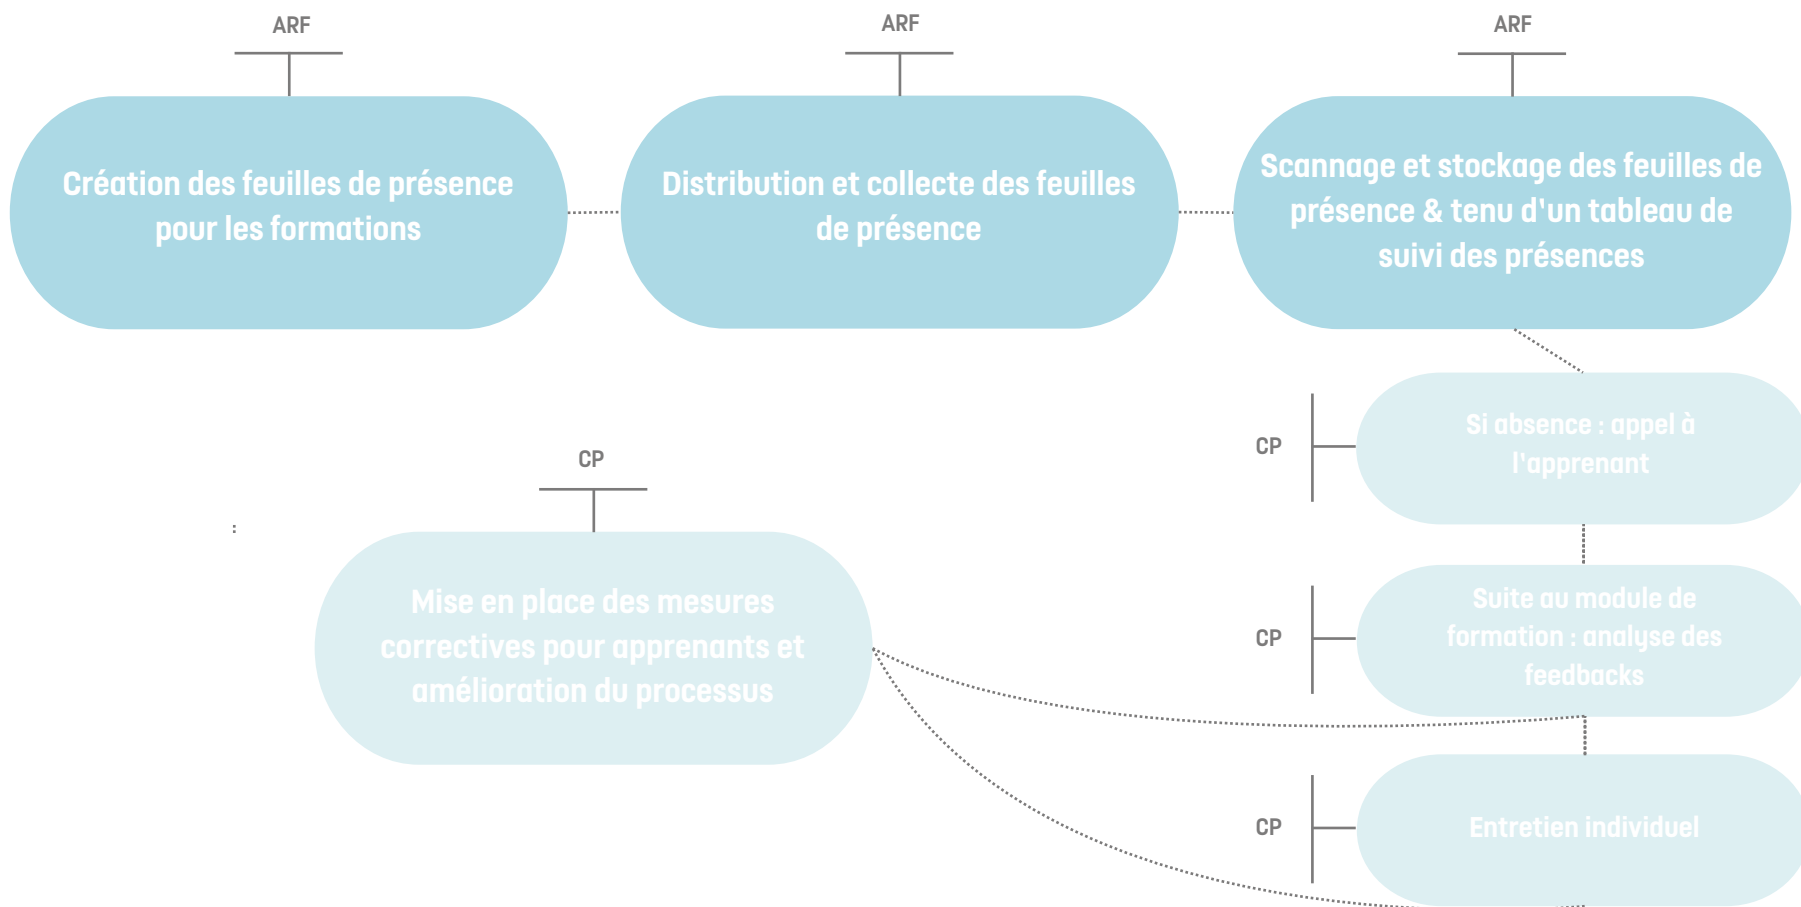 ARF
ARF
ARF
Création des feuilles de présence
pour les formations
Distribution et collecte des feuilles
de présence
Scannage et stockage des feuilles de
présence & tenu d'un tableau de
suivi des présences
CP
Si absence : appel à
l'apprenant
CP
:
Mise en place des mesures
correctives pour apprenants et
amélioration du processus
CP
Suite au module de
formation : analyse des
feedbacks
CP
Entretien individuel